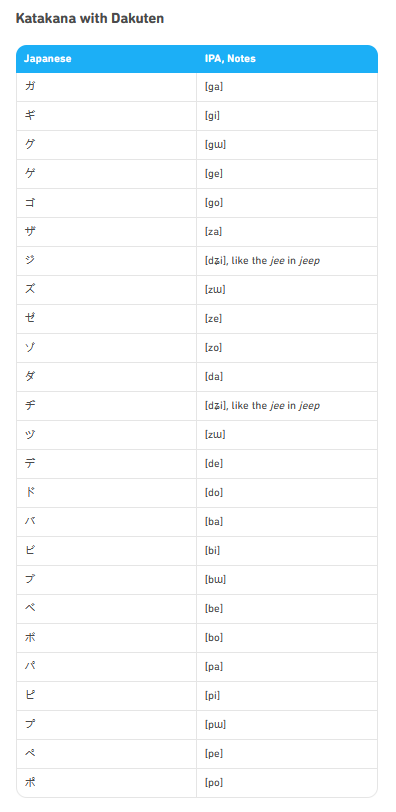 Katakana with Dakuten
Japanese IPA, Notes
ガ [ga]
ギ [gi]
グ [gɯ]
ゲ [ge]
ゴ [go]
ザ [za]
ジ [dʑi], like the jee in jeep
ズ [zɯ]
ゼ [ze]
ゾ [zo]
ダ [da]
ヂ [dʑi], like the jee in jeep
ヅ [zɯ]
デ [de]
ド [do]
バ [ba]
ビ [bi]
ブ [bɯ]
ベ [be]
ボ [bo]
パ [pa]
ピ [pi]
プ [pɯ]
ペ [pe]
ポ [po]